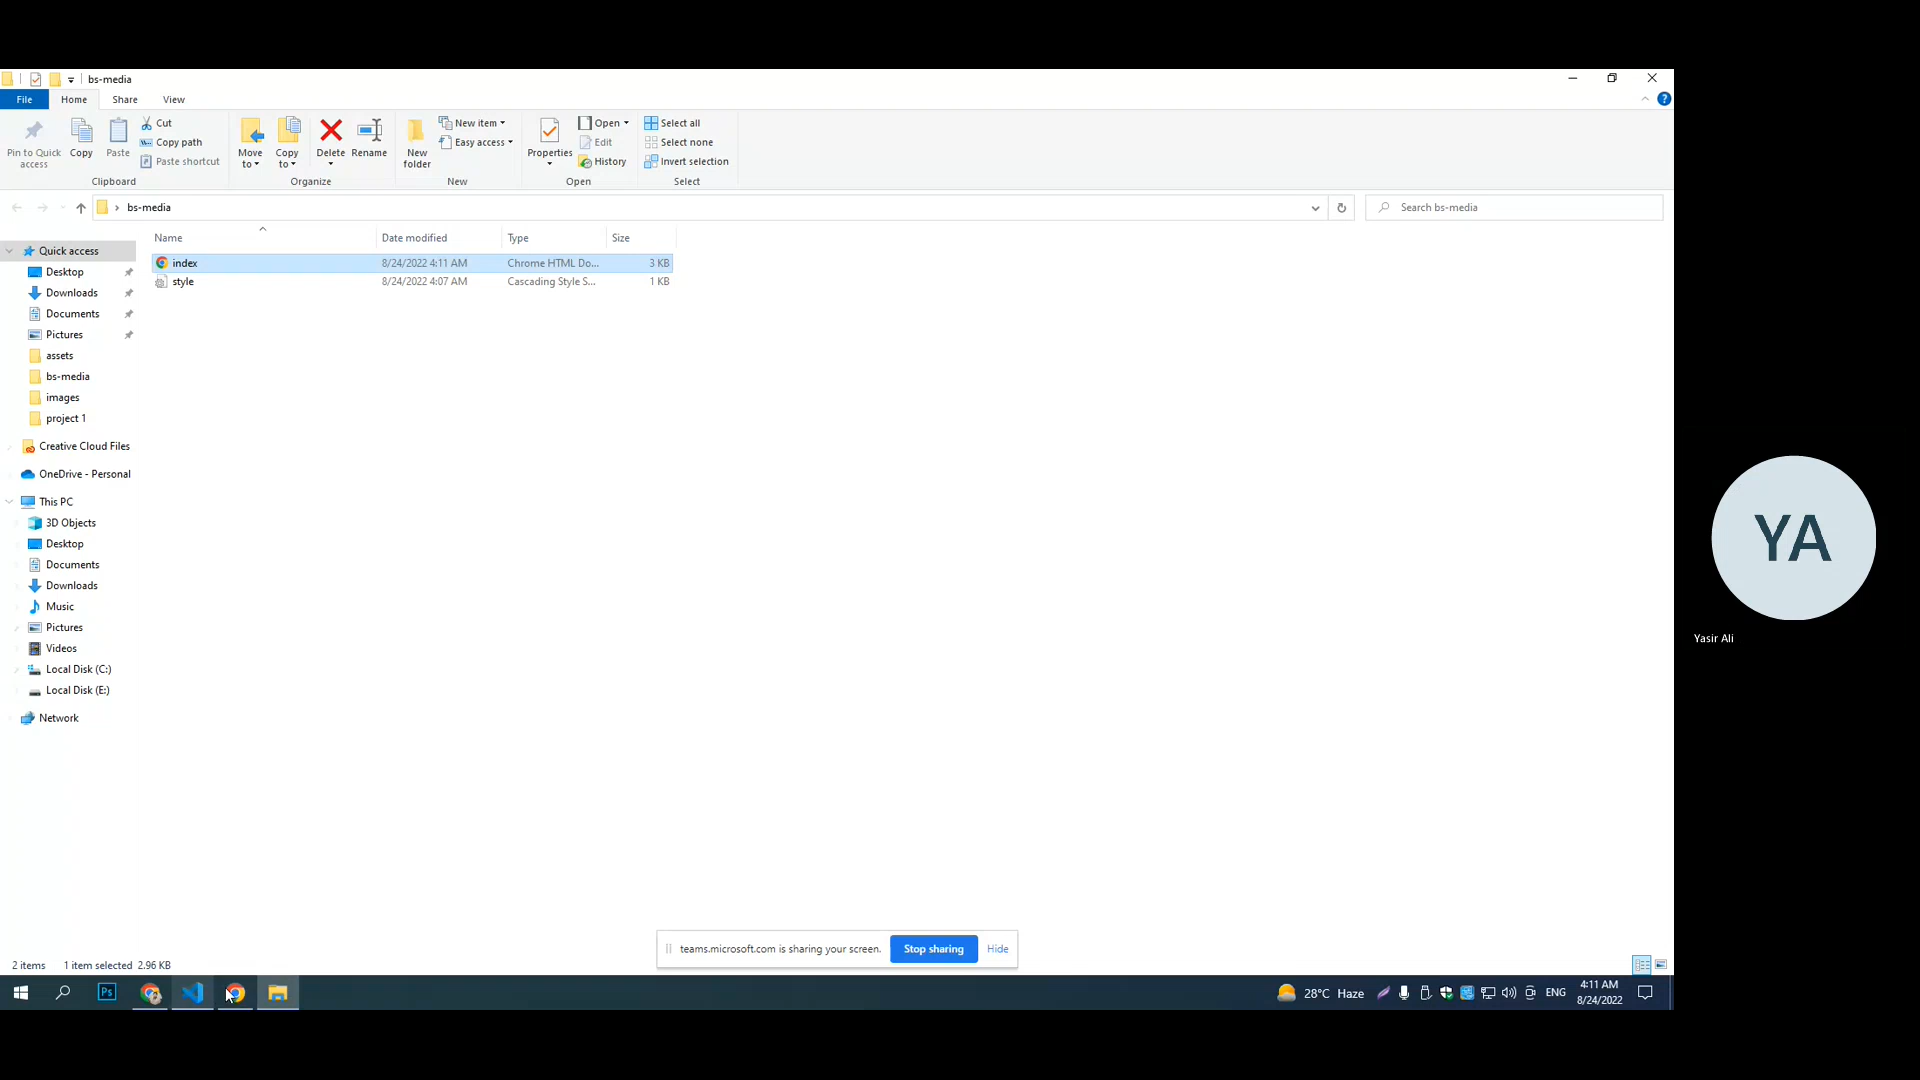 bs-media
File Home Share View
Pin to Quick access
Copy
Paste
Cut
Copy path
Paste shortcut
Clipboard
Move to
Copy to
Delete
Rename
Organize
New folder
New item
Easy access
New
Properties
Open
Edit
History
Open
Select all
Select none
Invert selection
Select
bs-media
Search bs-media
Name Date modified Type Size
index 8/24/2022 4:11 AM Chrome HTML Do... 3 KB
style 8/24/2022 4:07 AM Cascading Style S... 1 KB
Quick access
Desktop
Downloads
Documents
Pictures
assets
bs-media
images
project 1
Creative Cloud Files
OneDrive - Personal
This PC
3D Objects
Desktop
Documents
Downloads
Music
Pictures
Videos
Local Disk (C:)
Local Disk (E:)
Network
YA
Yasir Ali
teams.microsoft.com is sharing your screen. Stop sharing Hide
2 items 1 item selected 2.96 KB
Ps
28°C Haze
ENG
4:11 AM
8/24/2022